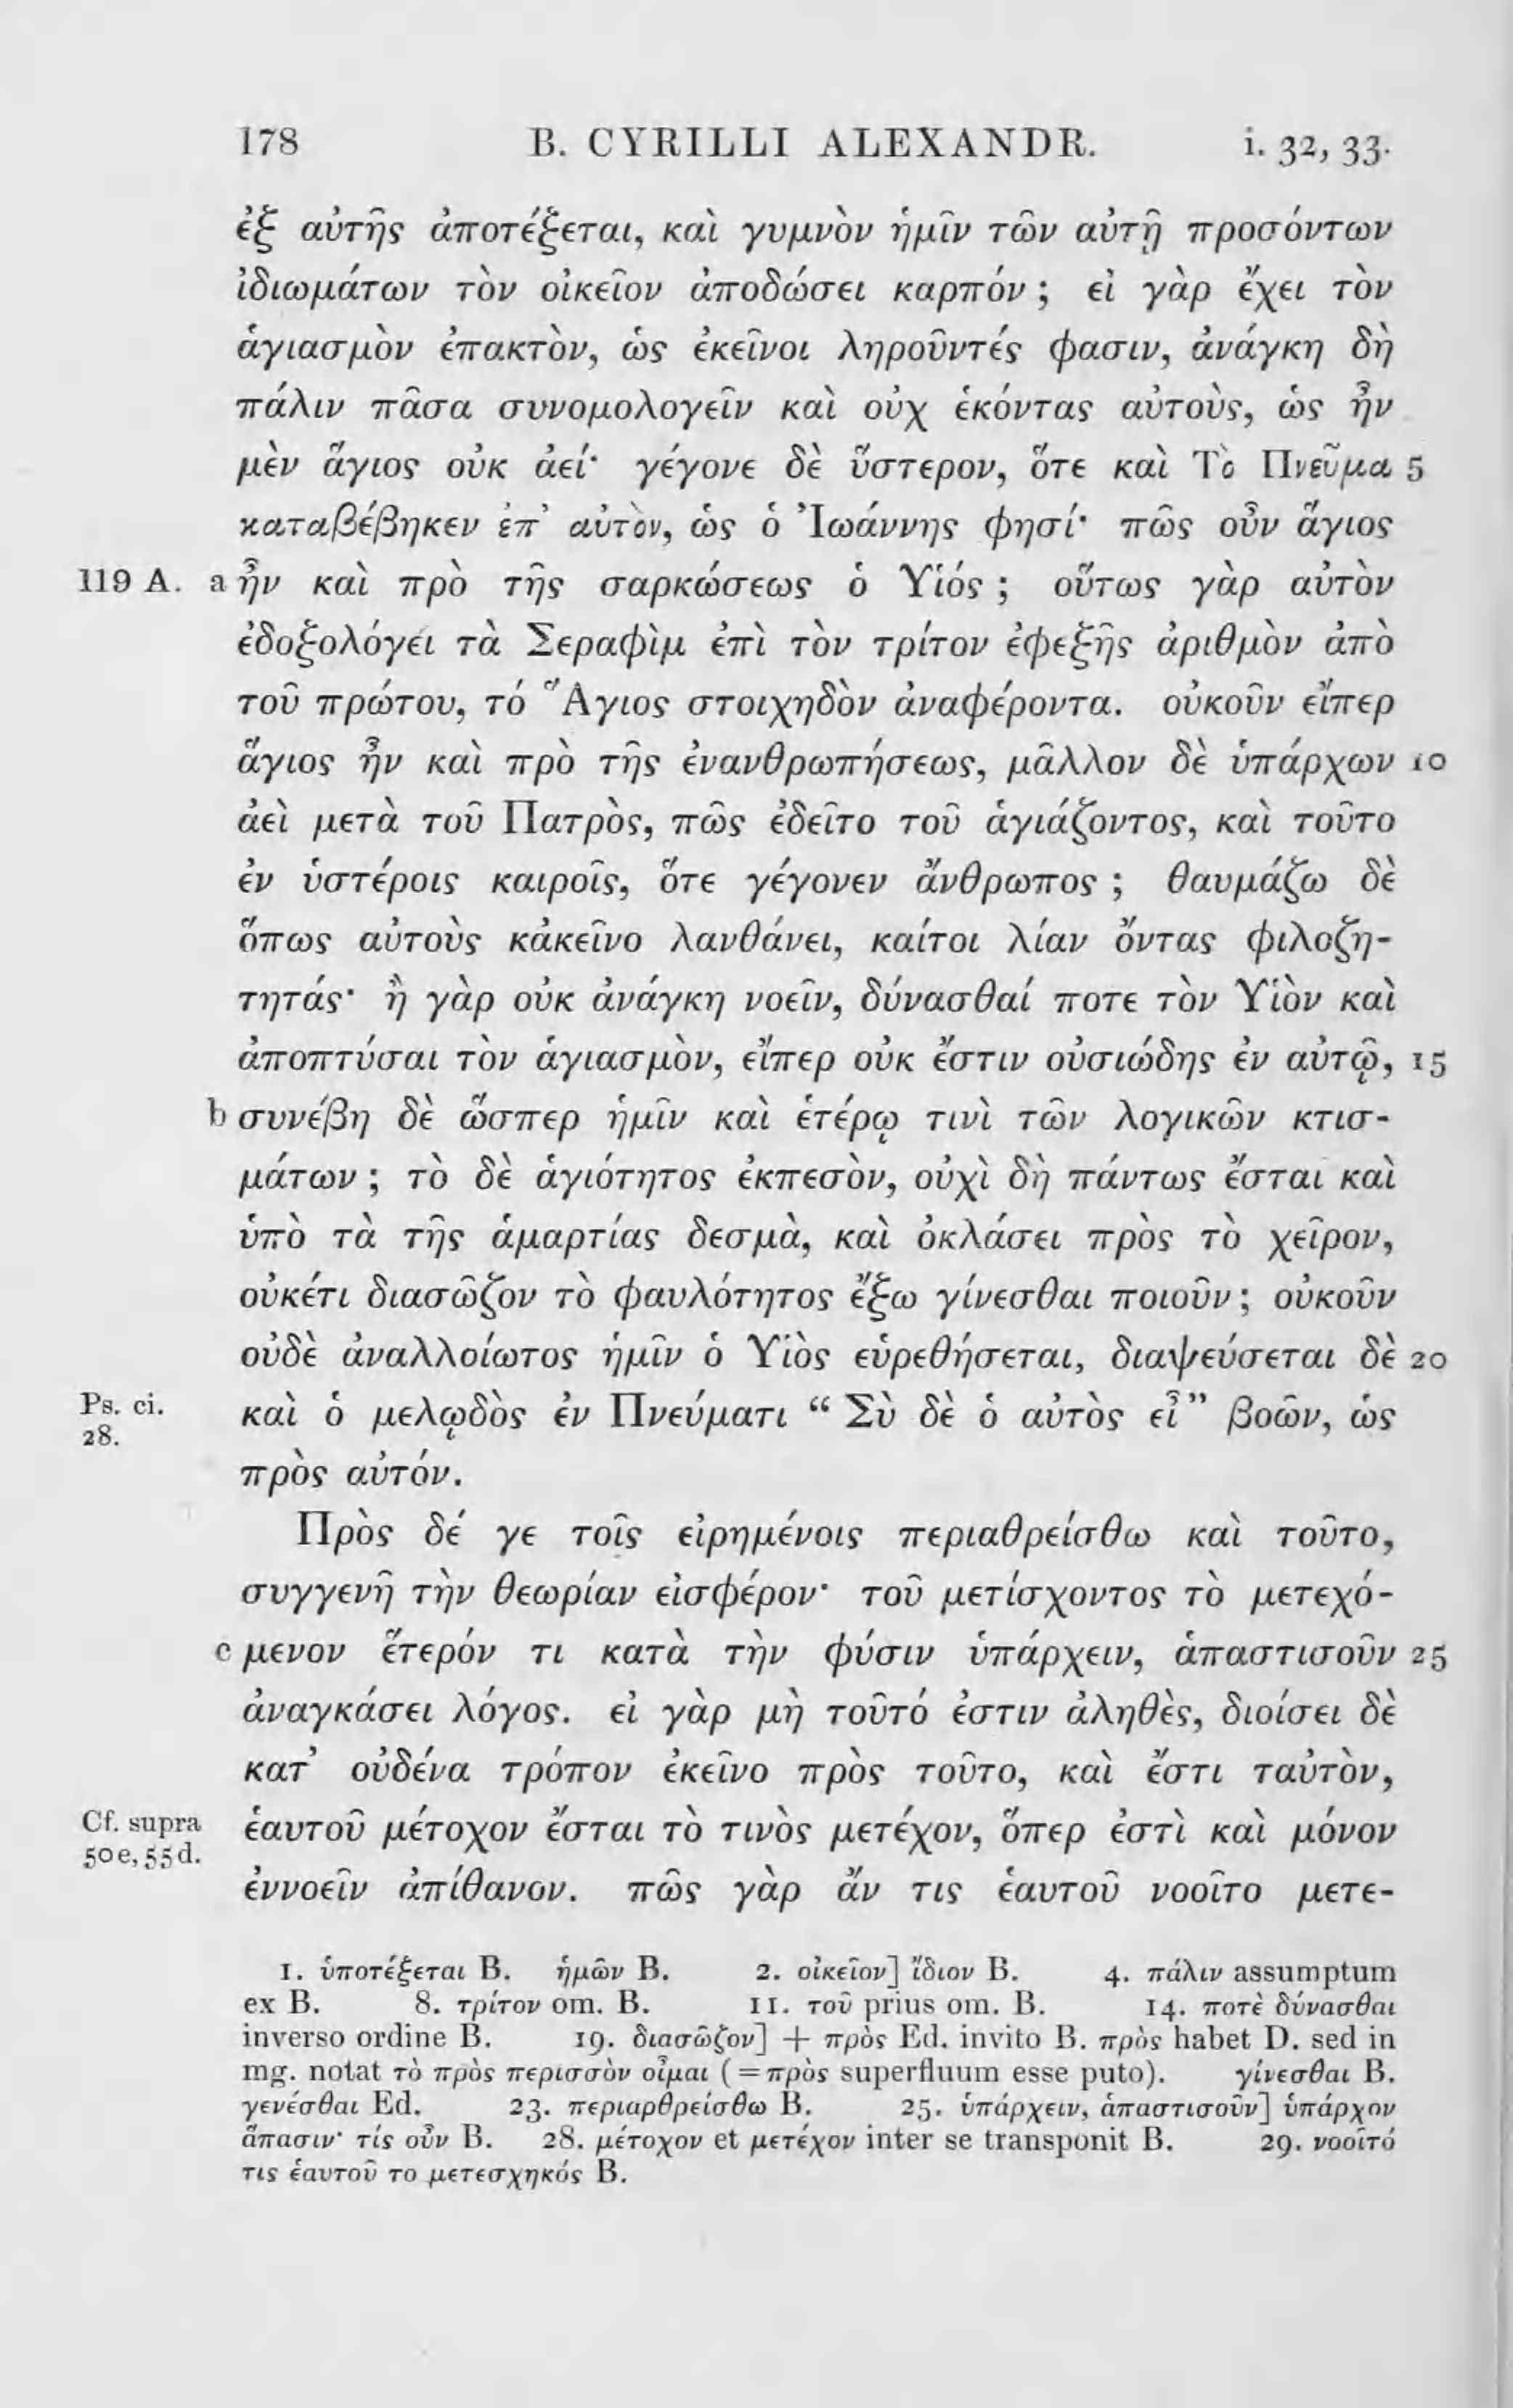 178 B. CYRILLI ALEXANDR. i. 32, 33.
ἐξ αὐτῆς ἀποτέξεται, καὶ γυμνὸν ἡμῖν τῶν αὐτῇ προσόντων
ἰδιωμάτων τὸν οἰκεῖον ἀποδώσει καρπόν ; εἰ γὰρ ἔχει τὸν
ἁγιασμὸν ἐπακτὸν, ὡς ἐκεῖνοι ληροῦντές φασιν, ἀνάγκη δὴ
πάλιν πᾶσα συνομολογεῖν καὶ οὐχ ἑκόντας αὐτοὺς, ὡς ἦν
μὲν ἅγιος οὐκ ἀεί· γέγονε δὲ ὕστερον, ὅτε καὶ Τὸ Πνεῦμα 5
καταβέβηκεν ἐπ’ αὐτὸν, ὡς ὁ Ἰωάννης φησί· πῶς οὖν ἅγιος
119 A. a ἦν καὶ πρὸ τῆς σαρκώσεως ὁ Υἱός ; οὕτως γὰρ αὐτὸν
ἐδοξολόγει τὰ Σεραφὶμ ἐπὶ τὸν τρίτον ἐφεξῆς ἀριθμὸν ἀπὸ
τοῦ πρώτου, τό Ἅγιος στοιχηδὸν ἀναφέροντα. οὐκοῦν εἴπερ
ἅγιος ἦν καὶ πρὸ τῆς ἐνανθρωπήσεως, μᾶλλον δὲ ὑπάρχων 10
ἀεὶ μετὰ τοῦ Πατρὸς, πῶς ἐδεῖτο τοῦ ἁγιάζοντος, καὶ τοῦτο
ἐν ὑστέροις καιροῖς, ὅτε γέγονεν ἄνθρωπος ; θαυμάζω δὲ
ὅπως αὐτοὺς κἀκεῖνο λανθάνει, καίτοι λίαν ὄντας φιλοζη-
τητάς· ἢ γὰρ οὐκ ἀνάγκη νοεῖν, δύνασθαί ποτε τὸν Υἱὸν καὶ
ἀποπτύσαι τὸν ἁγιασμὸν, εἴπερ οὐκ ἔστιν οὐσιώδης ἐν αὐτῷ, 15
b συνέβη δὲ ὥσπερ ἡμῖν καὶ ἑτέρῳ τινὶ τῶν λογικῶν κτισ-
μάτων ; τὸ δὲ ἁγιότητος ἐκπεσὸν, οὐχὶ δὴ πάντως ἔσται καὶ
ὑπὸ τὰ τῆς ἁμαρτίας δεσμὰ, καὶ ὀκλάσει πρὸς τὸ χεῖρον,
οὐκέτι διασῶζον τὸ φαυλότητος ἔξω γίνεσθαι ποιοῦν ; οὐκοῦν
οὐδὲ ἀναλλοίωτος ἡμῖν ὁ Υἱὸς εὑρεθήσεται, διαψεύσεται δὲ 20
Ps. ci.
28.
καὶ ὁ μελῳδὸς ἐν Πνεύματι “ Σὺ δὲ ὁ αὐτὸς εἶ” βοῶν, ὡς
πρὸς αὐτόν.
Πρὸς δέ γε τοῖς εἰρημένοις περιαθρείσθω καὶ τοῦτο,
συγγενῆ τὴν θεωρίαν εἰσφέρον· τοῦ μετίσχοντος τὸ μετεχό-
c μενον ἕτερόν τι κατὰ τὴν φύσιν ὑπάρχειν, ἁπαστισοῦν 25
ἀναγκάσει λόγος. εἰ γὰρ μὴ τοῦτό ἐστιν ἀληθὲς, διοίσει δὲ
κατ’ οὐδένα τρόπον ἐκεῖνο πρὸς τοῦτο, καὶ ἔστι ταὐτὸν,
Cf. supra
50 e, 55 d.
ἑαυτοῦ μέτοχον ἔσται τὸ τινὸς μετέχον, ὅπερ ἐστὶ καὶ μόνον
ἐννοεῖν ἀπίθανον. πῶς γὰρ ἄν τις ἑαυτοῦ νοοῖτο μετε-
1. ὑποτέξεται B. ἡμῶν B. 2. οἰκεῖον] ἴδιον B. 4. πάλιν assumptum
ex B. 8. τρίτον om. B. 11. τοῦ prius om. B. 14. ποτὲ δύνασθαι
inverso ordine B. 19. διασῶζον] + πρὸς Ed. invito B. πρὸς habet D. sed in
mg. notat τὸ πρὸς περισσὸν οἶμαι ( = πρὸς superfluum esse puto). γίνεσθαι B.
γενέσθαι Ed. 23. περιαρθρείσθω B. 25. ὑπάρχειν, ἁπαστισοῦν] ὑπάρχον
ἅπασιν· τίς οὖν B. 28. μέτοχον et μετέχον inter se transponit B. 29. νοοῖτό
τις ἑαυτοῦ το μετεσχηκός B.